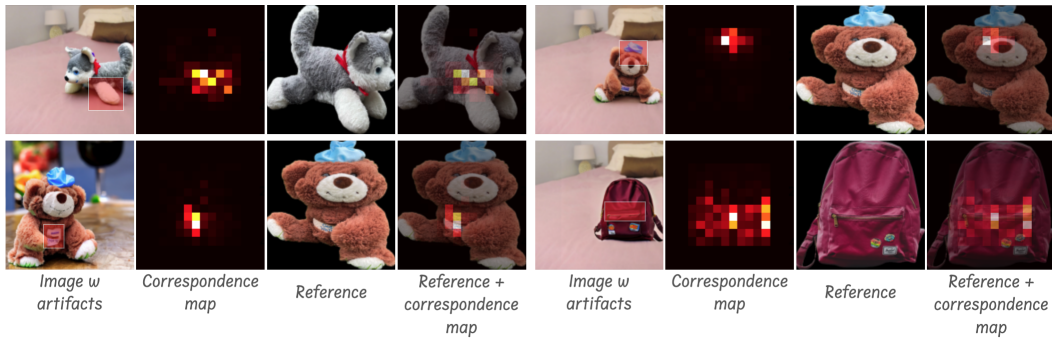 Image w
artifacts
Correspondence
map
Reference
Reference +
correspondence
map
Image w
artifacts
Correspondence
map
Reference
Reference +
correspondence
map